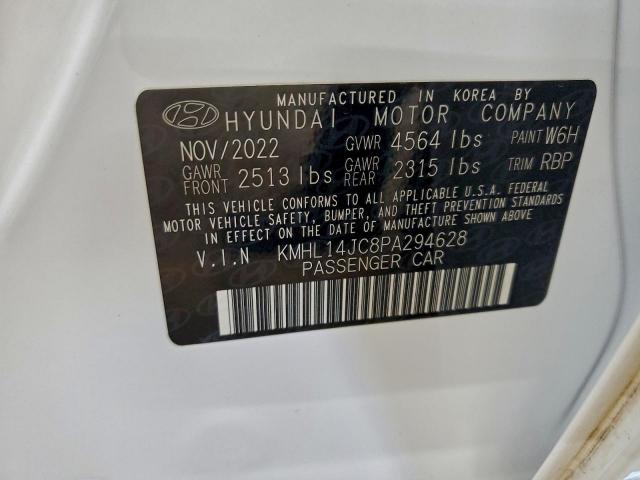 MANUFACTURED IN KOREA BY
HYUNDAI MOTOR COMPANY
NOV/2022 GVWR 4564 lbs PAINT W6H
GAWR FRONT 2513 lbs GAWR REAR 2315 lbs TRIM RBP
THIS VEHICLE CONFORMS TO ALL APPLICABLE U.S.A. FEDERAL
MOTOR VEHICLE SAFETY, BUMPER, AND THEFT PREVENTION STANDARDS
IN EFFECT ON THE DATE OF MANUFACTURE SHOWN ABOVE.
V.I.N KMHL14JC8PA294628
PASSENGER CAR